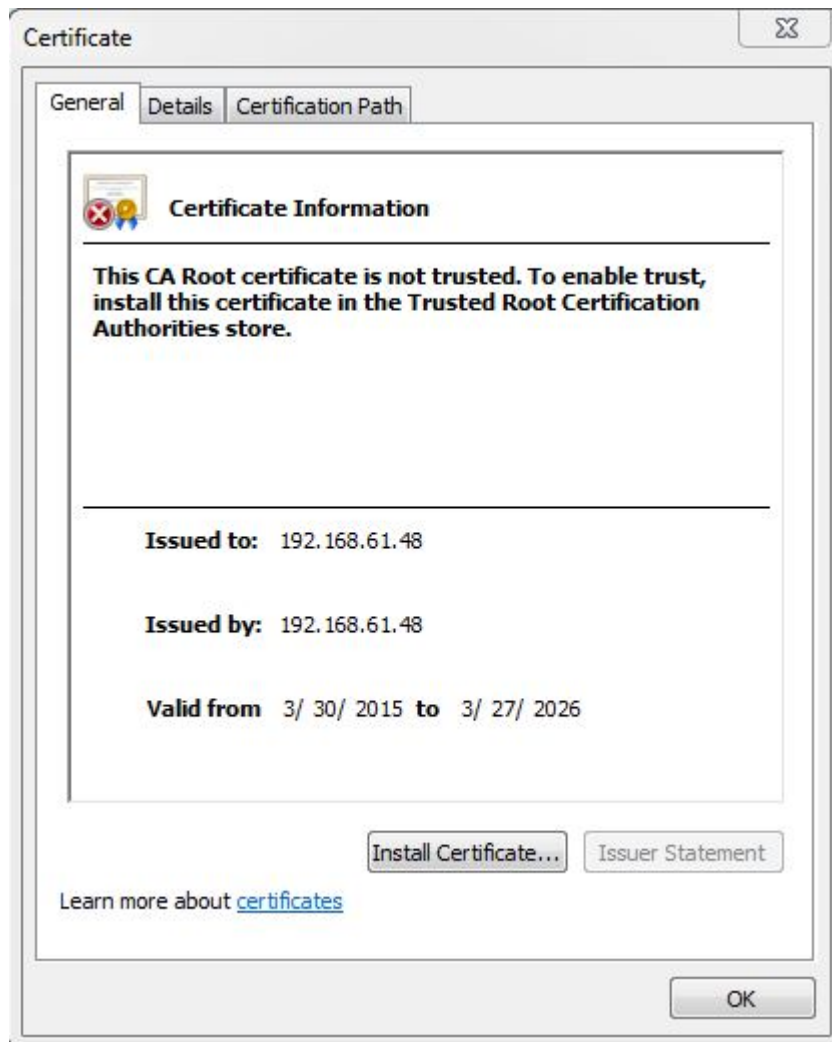 Certificate
General Details Certification Path
Certificate Information
This CA Root certificate is not trusted. To enable trust,
install this certificate in the Trusted Root Certification
Authorities store.
Issued to: 192.168.61.48
Issued by: 192.168.61.48
Valid from 3/ 30/ 2015 to 3/ 27/ 2026
Install Certificate... Issuer Statement
Learn more about certificates
OK